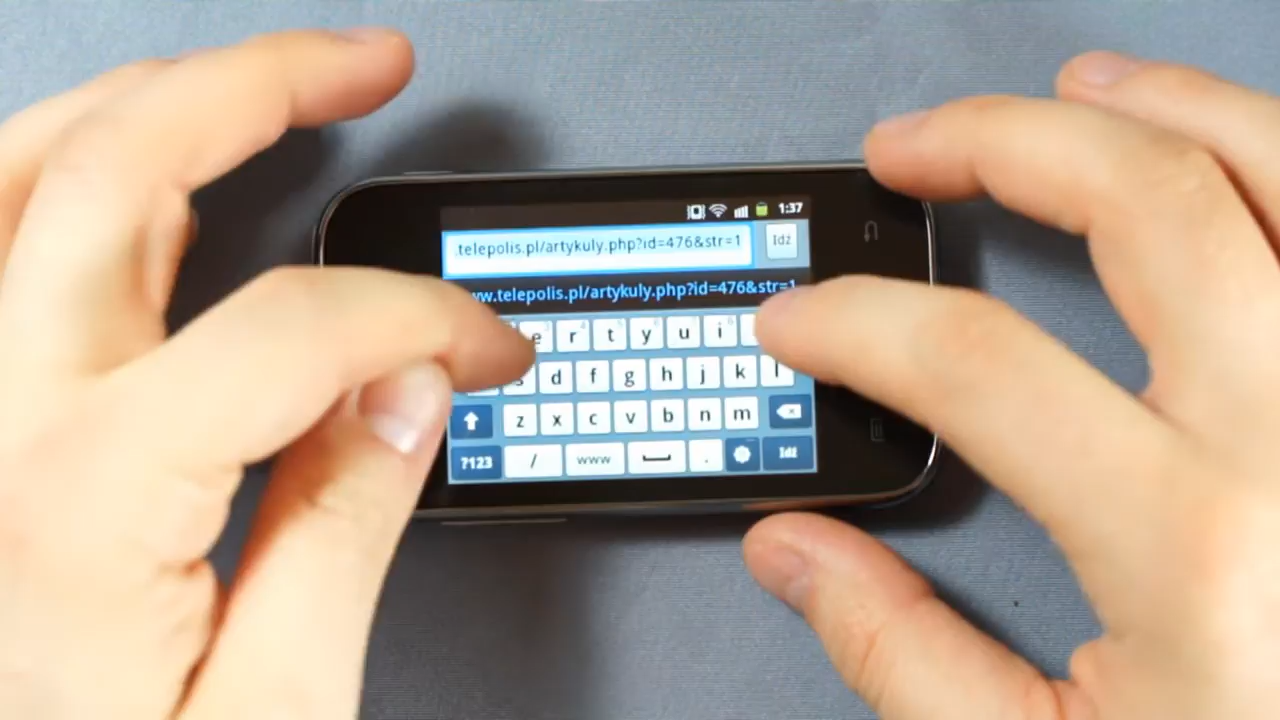 1:37
.telepolis.pl/artykuly.php?id=476&str=1 Idź
ww.telepolis.pl/artykuly.php?id=476&str=1
e r t y u i
s d f g h j k l
z x c v b n m
?123 / www . Idź